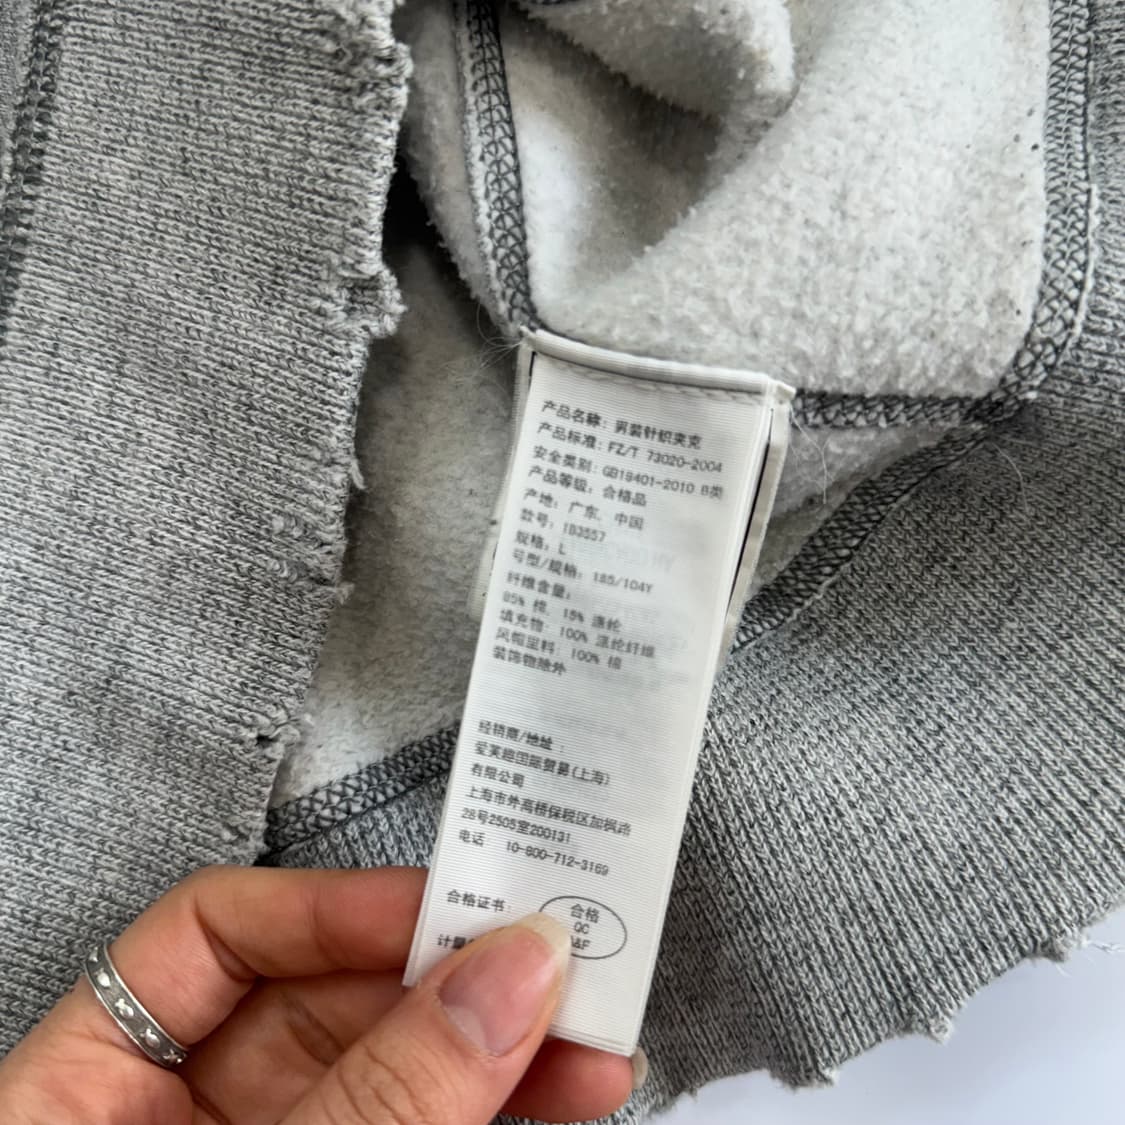 产品名称：男装针织夹克
产品标准：FZ/T 73020-2004
安全类别：GB18401-2010 B类
产品等级：合格品
产地：广东，中国
款号：IB3557
规格：L
号型/规格：185/104Y
纤维含量：
85% 棉，15% 涤纶
填充物：100% 涤纶纤维
风帽里料：100% 棉
装饰物除外
经销商/地址：
爱芙趣国际贸易(上海)
有限公司
上海市外高桥保税区加枫路
28号2505室200131
电话 10-800-712-3169
合格证书：
合格
QC
A&F
计量